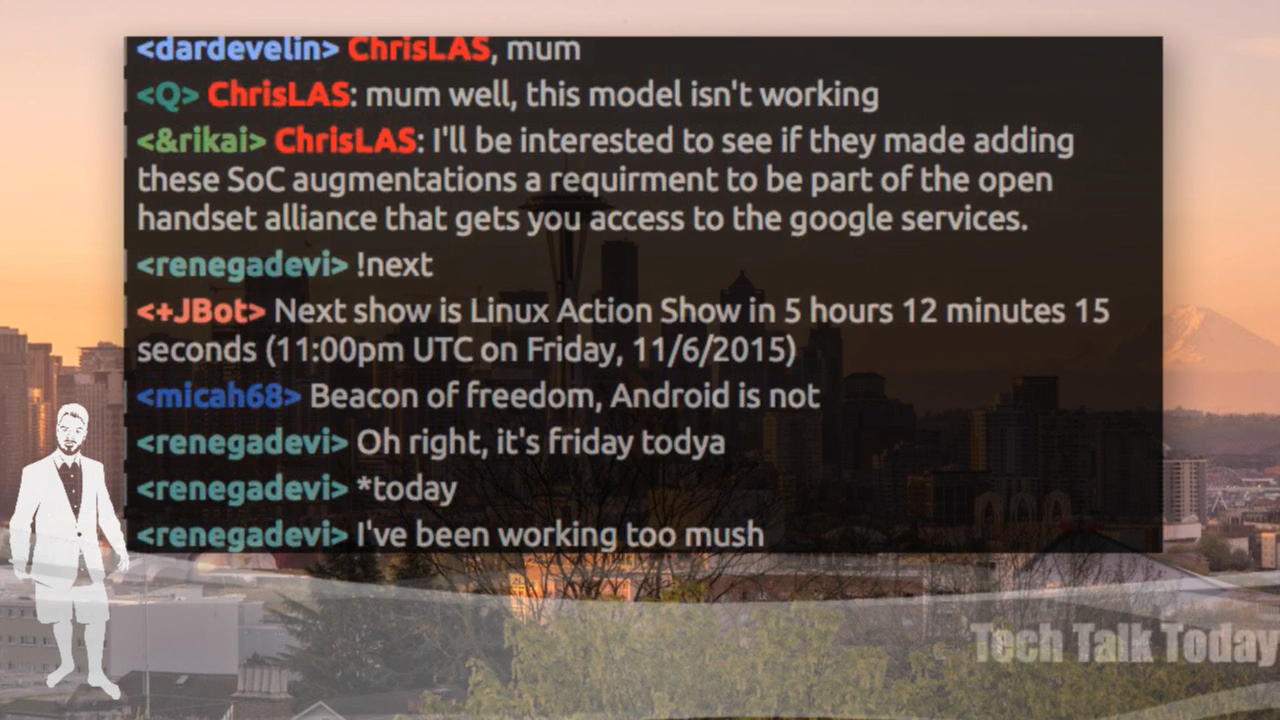 <dardevelin> ChrisLAS, mum
<Q> ChrisLAS: mum well, this model isn't working
<&rikai> ChrisLAS: I'll be interested to see if they made adding
these SoC augmentations a requirment to be part of the open
handset alliance that gets you access to the google services.
<renegadevi> !next
<+JBot> Next show is Linux Action Show in 5 hours 12 minutes 15
seconds (11:00pm UTC on Friday, 11/6/2015)
<micah68> Beacon of freedom, Android is not
<renegadevi> Oh right, it's friday todya
<renegadevi> *today
<renegadevi> I've been working too mush
Tech Talk Today